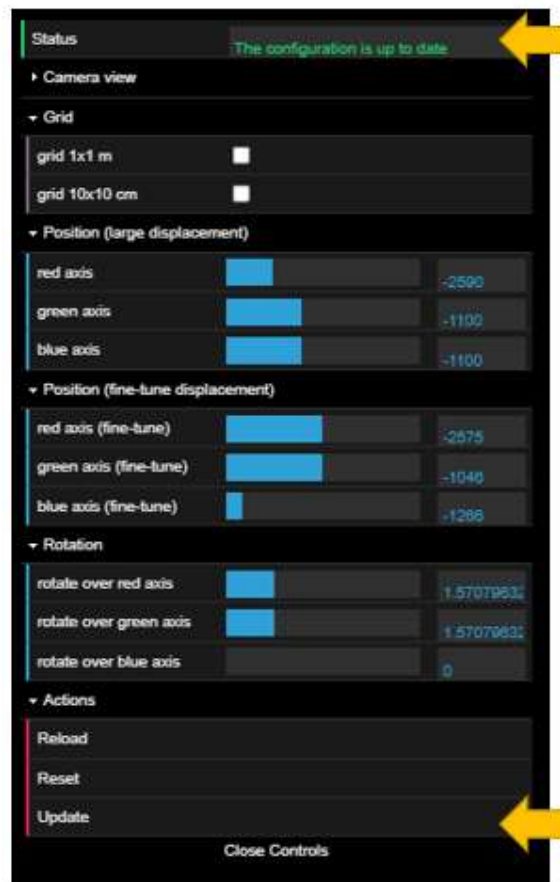 Status The configuration is up to date
Camera view
Grid
grid 1x1 m
grid 10x10 cm
Position (large displacement)
red axis -2590
green axis -1100
blue axis -1100
Position (fine-tune displacement)
red axis (fine-tune) -2575
green axis (fine-tune) -1046
blue axis (fine-tune) -1266
Rotation
rotate over red axis 1.57079632
rotate over green axis 1.57079632
rotate over blue axis 0
Actions
Reload
Reset
Update
Close Controls